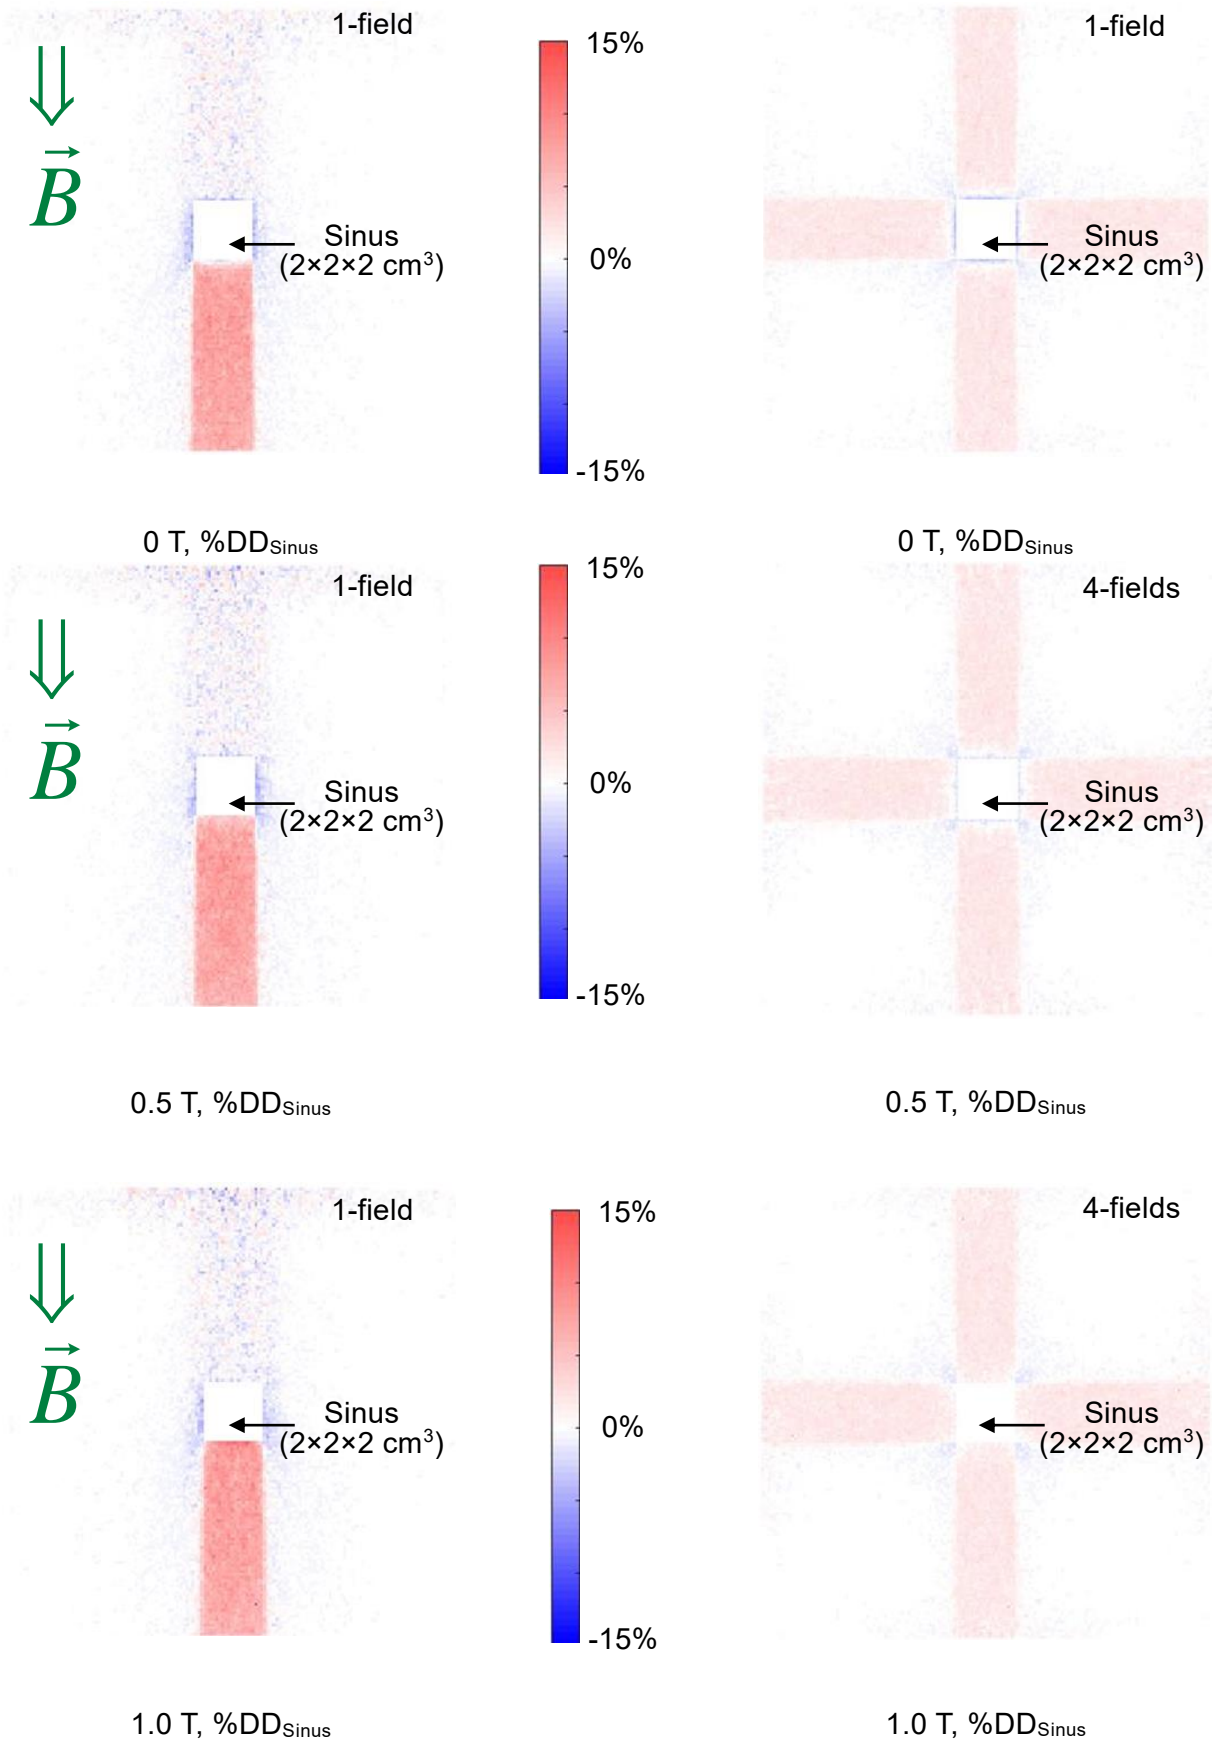 1-field
15%
1-field
B
Sinus
(2×2×2 cm³)
0%
Sinus
(2×2×2 cm³)
-15%
0 T, %DDSinus
0 T, %DDSinus
1-field
15%
4-fields
B
Sinus
(2×2×2 cm³)
0%
Sinus
(2×2×2 cm³)
-15%
0.5 T, %DDSinus
0.5 T, %DDSinus
1-field
15%
4-fields
B
Sinus
(2×2×2 cm³)
0%
Sinus
(2×2×2 cm³)
-15%
1.0 T, %DDSinus
1.0 T, %DDSinus